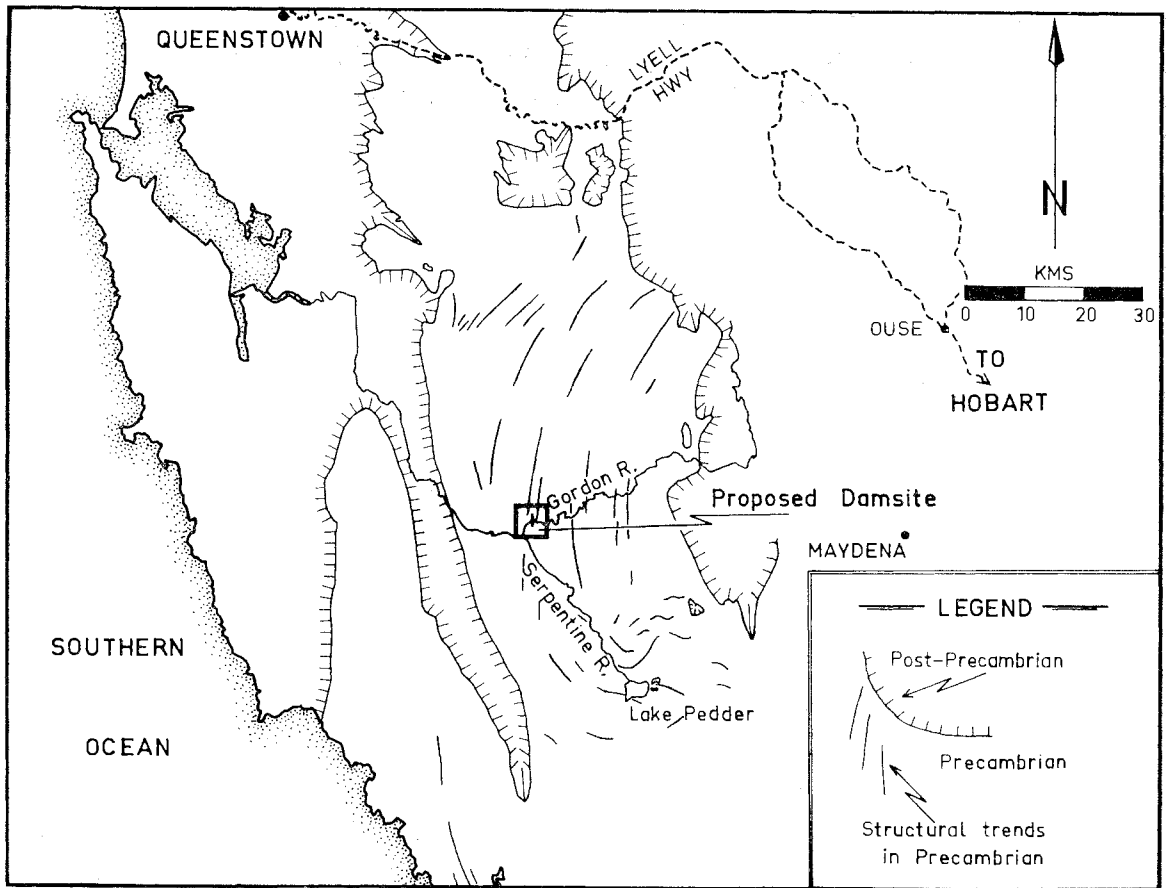 QUEENSTOWN
LYELL
HWY
N
KMS
0 10 20 30
OUSE
TO
HOBART
Gordon R.
Proposed Damsite
MAYDENA
Serpentine R.
Lake Pedder
SOUTHERN
OCEAN
LEGEND
Post-Precambrian
Precambrian
Structural trends
in Precambrian